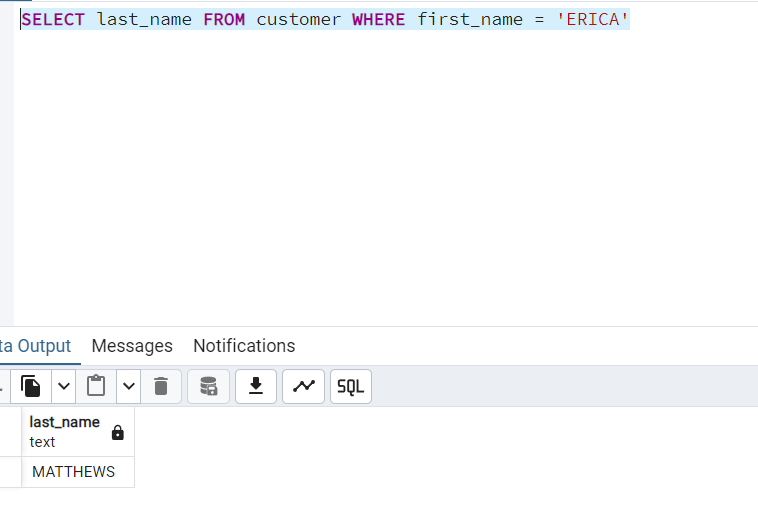 SELECT last_name FROM customer WHERE first_name = 'ERICA'
ta Output Messages Notifications
SQL
last_name
text
MATTHEWS